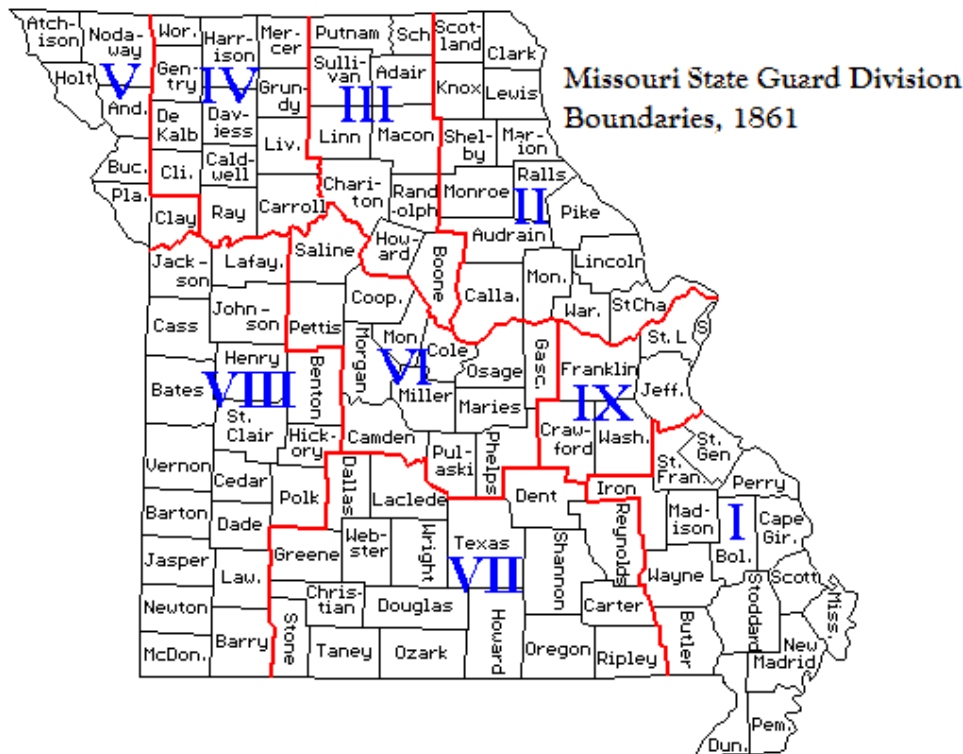 Missouri State Guard Division
Boundaries, 1861
Atch-
ison
Noda-
way
Wor.
Harr-
ison
Mer-
cer
Putnam
Sch
Scot-
land
Clark
Holt
V
Gen-
try
IV
Grun-
dy
Sulli-
van
III
Adair
Knox
Lewis
And.
De
Kalb
Dav-
iess
Liv.
Linn
Macon
Shel-
by
Mar-
ion
Buc.
Cli.
Cald-
well
Chari-
ton
Rand
olph
Monroe
Ralls
II
Pla.
Clay
Ray
Carroll
Audrain
Pike
Jack-
son
Lafay.
Saline
How-
ard
Boone
Calla.
Mon.
Lincoln
War.
StCha.
Cass
John-
son
Pettis
Coop.
Morgan
Mon
Cole
Osage
Gasc.
Franklin
St. L
S
Bates
Henry
VIII
Benton
VI
Miller
Maries
IX
Jeff.
St.
Clair
Hick-
ory
Camden
Pul-
aski
Phelps
Craw-
ford
Wash.
St.
Gen
St.
Fran.
Perry
Vernon
Cedar
Polk
Dallas
Laclede
Dent
Iron
Reynolds
Mad-
ison
I
Cape
Gir.
Barton
Dade
Greene
Web-
ster
Wright
Texas
VII
Shannon
Bol.
Jasper
Law.
Chris-
tian
Douglas
Carter
Wayne
Stoddard
Scott
Miss.
Newton
Barry
Stone
Taney
Ozark
Howard
Oregon
Ripley
Butler
New
Madrid
McDon.
Pem.
Dun.